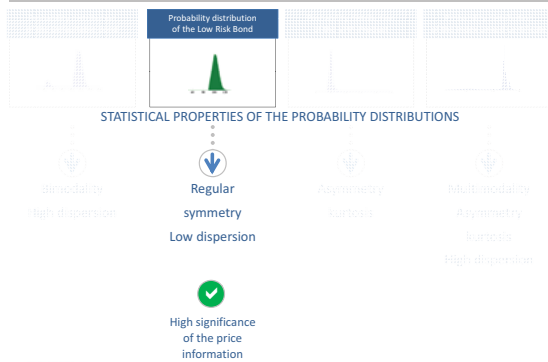 Probability distribution
of the Low Risk Bond
STATISTICAL PROPERTIES OF THE PROBABILITY DISTRIBUTIONS
Bimodality
Regular
Asymmetry
Multimodality
High dispersion
symmetry
Kurtosis
Asymmetry
Low dispersion
Kurtosis
High dispersion
High significance
of the price
information